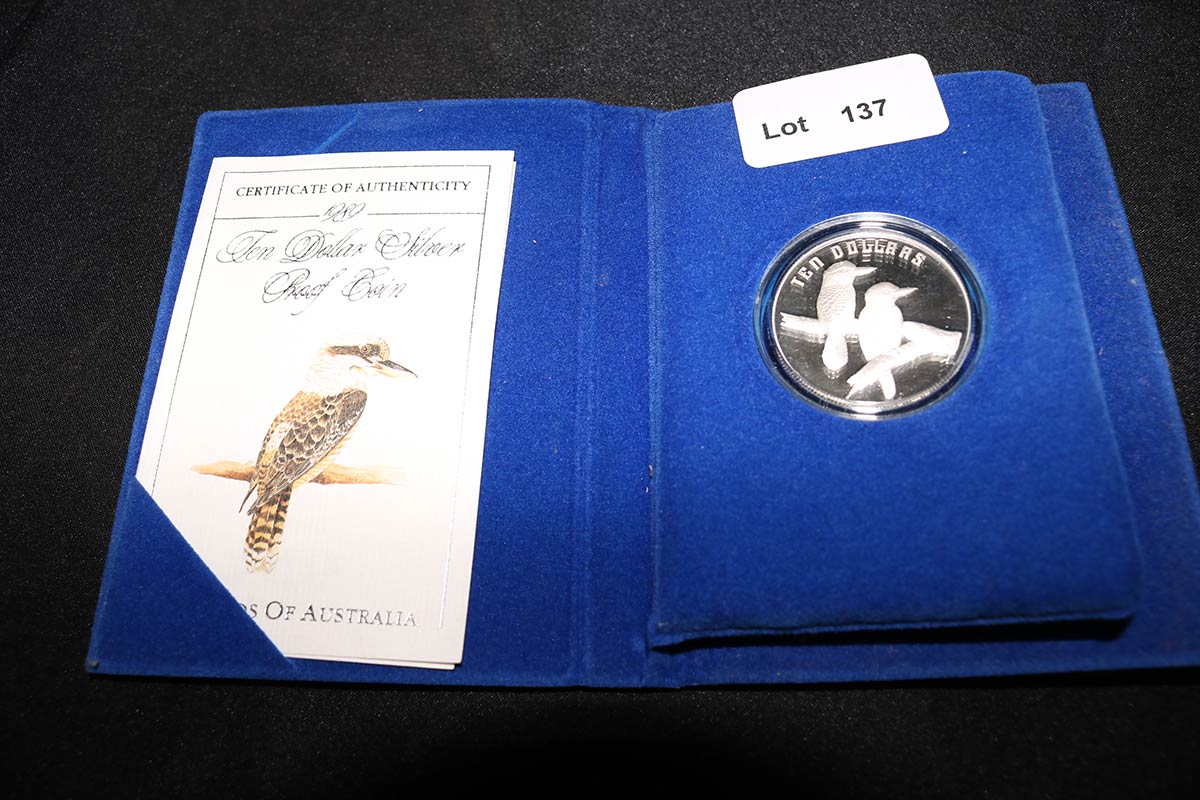 CERTIFICATE OF AUTHENTICITY
1989
Ten Dollar Silver
Proof Coin
OF AUSTRALIA
Lot 137
TEN DOLLARS